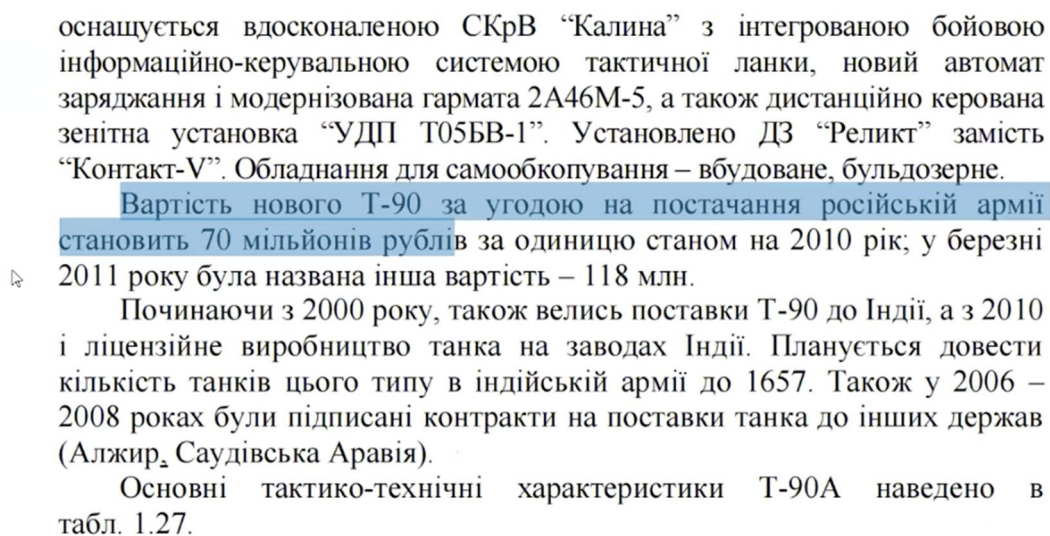 оснащується вдосконаленою СКрВ “Калина” з інтегрованою бойовою
інформаційно-керувальною системою тактичної ланки, новий автомат
заряджання і модернізована гармата 2А46М-5, а також дистанційно керована
зенітна установка “УДП Т05БВ-1”. Установлено ДЗ “Реликт” замість
“Контакт-V”. Обладнання для самообкопування – вбудоване, бульдозерне.
Вартість нового Т-90 за угодою на постачання російській армії
становить 70 мільйонів рублів за одиницю станом на 2010 рік; у березні
2011 року була названа інша вартість – 118 млн.
Починаючи з 2000 року, також велись поставки Т-90 до Індії, а з 2010
і ліцензійне виробництво танка на заводах Індії. Планується довести
кількість танків цього типу в індійській армії до 1657. Також у 2006 –
2008 роках були підписані контракти на поставки танка до інших держав
(Алжир, Саудівська Аравія).
Основні тактико-технічні характеристики Т-90А наведено в
табл. 1.27.